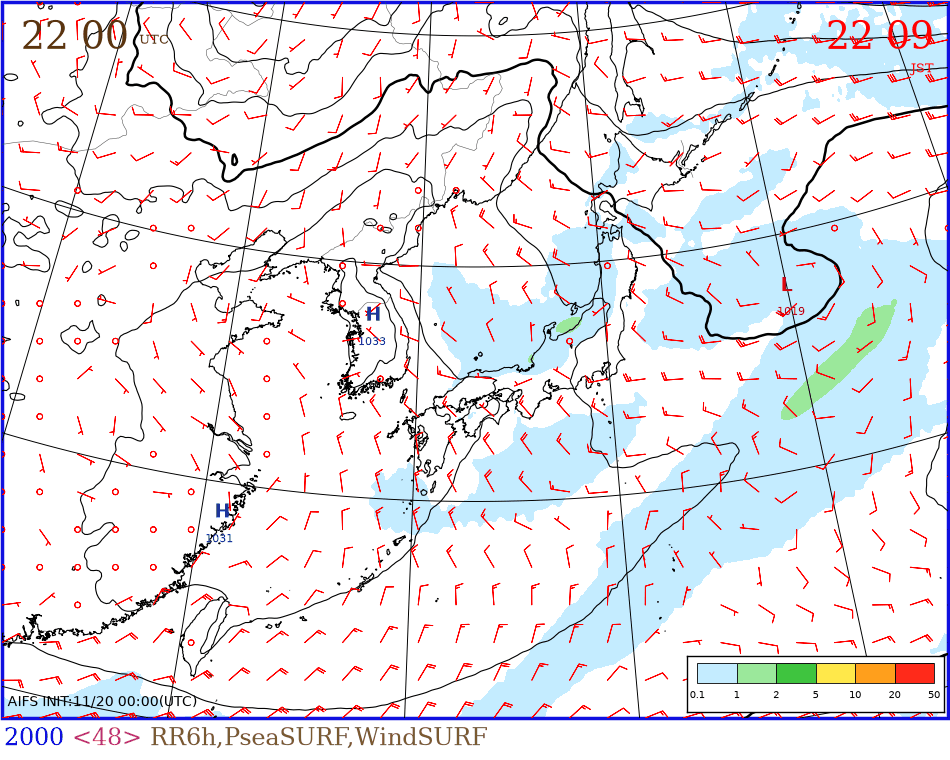 22 00 UTC 22 09
JST
L
1019
H
1033
H
1031
0.1 1 2 5 10 20 50
AIFS INIT:11/20 00:00(UTC)
2000 <48> RR6h,PseaSURF,WindSURF